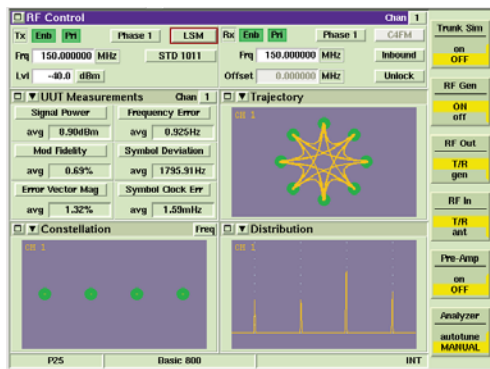 RF Control Chan 1
Tx Enb Pri Phase 1 LSM
Frq 150.000000 MHz STD 1011
Lvl -40.0 dBm
Rx Enb Pri Phase 1 C4FM
Frq 150.000000 MHz Inbound
Offset 0.000000 MHz Unlock
UUT Measurements Chan 1
Signal Power Frequency Error
avg 0.90dBm avg 0.925Hz
Mod Fidelity Symbol Deviation
avg 0.69% avg 1795.91Hz
Error Vector Mag Symbol Clock Err
avg 1.32% avg 1.59mHz
Trajectory
CH 1
Constellation Freq
CH 1
Distribution
CH 1
P25 Basic 800 INT
Trunk Sim
on
OFF
RF Gen
ON
off
RF Out
T/R
gen
RF In
T/R
ant
Pre-Amp
on
OFF
Analyzer
autotune
MANUAL